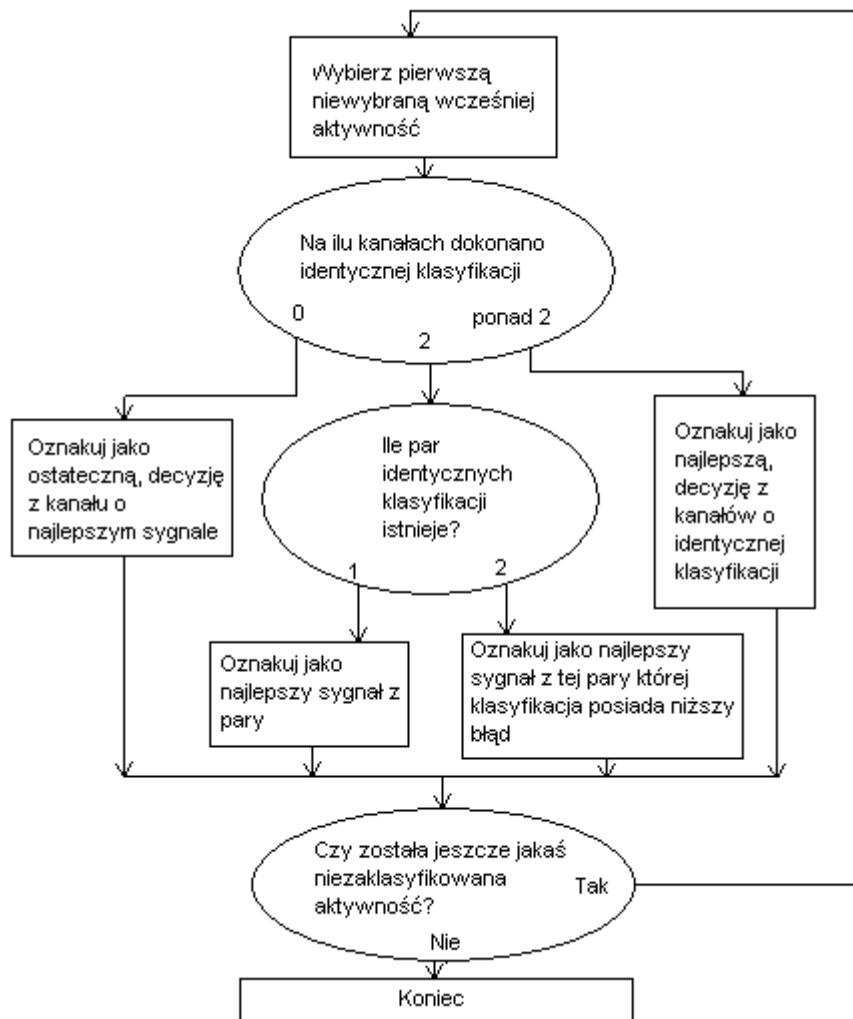 Wybierz pierwszą
niewybraną wcześniej
aktywność
Na ilu kanałach dokonano
identycznej klasyfikacji
0
2
ponad 2
Oznakuj jako
ostateczną, decyzję
z kanału o
najlepszym sygnale
Ile par
identycznych
klasyfikacji
istnieje?
1
2
Oznakuj jako
najlepszą,
decyzję z
kanałów o
identycznej
klasyfikacji
Oznakuj jako
najlepszy sygnał z
pary
Oznakuj jako najlepszy
sygnał z tej pary której
klasyfikacja posiada niższy
błąd
Czy została jeszcze jakaś
niezaklasyfikowana
aktywność?
Tak
Nie
Koniec